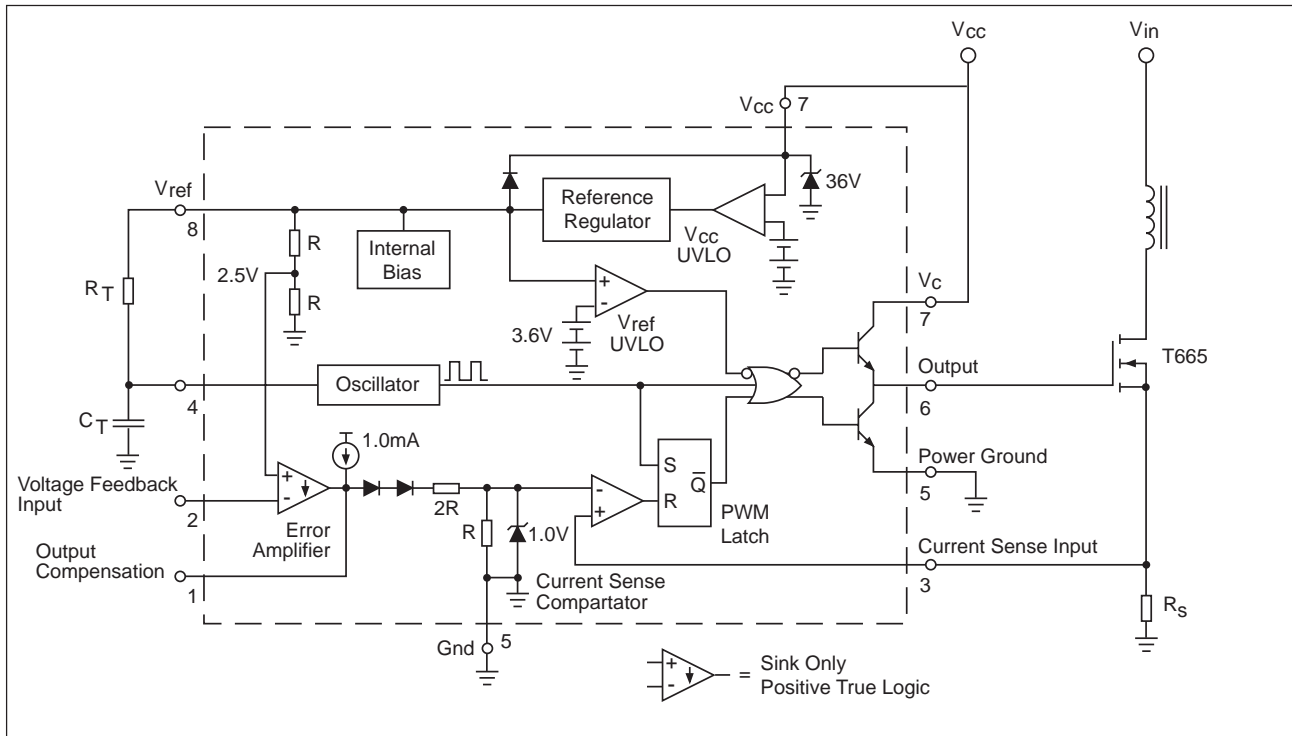 Vcc
Vin
Vcc 7
Vref
8
36V
Reference
Regulator
Vcc
UVLO
R
Internal
Bias
2.5V
R
RT
Vc
7
3.6V
Vref
UVLO
T665
Output
6
Oscillator
4
CT
1.0mA
Power Ground
5
S
Q
R
PWM
Latch
+
-
Voltage Feedback
Input
2
Error
Amplifier
2R
R
1.0V
-
+
+
-
Output
Compensation
1
Current Sense Input
3
Current Sense
Compartator
Rs
Gnd
5
+
-
= Sink Only
Positive True Logic